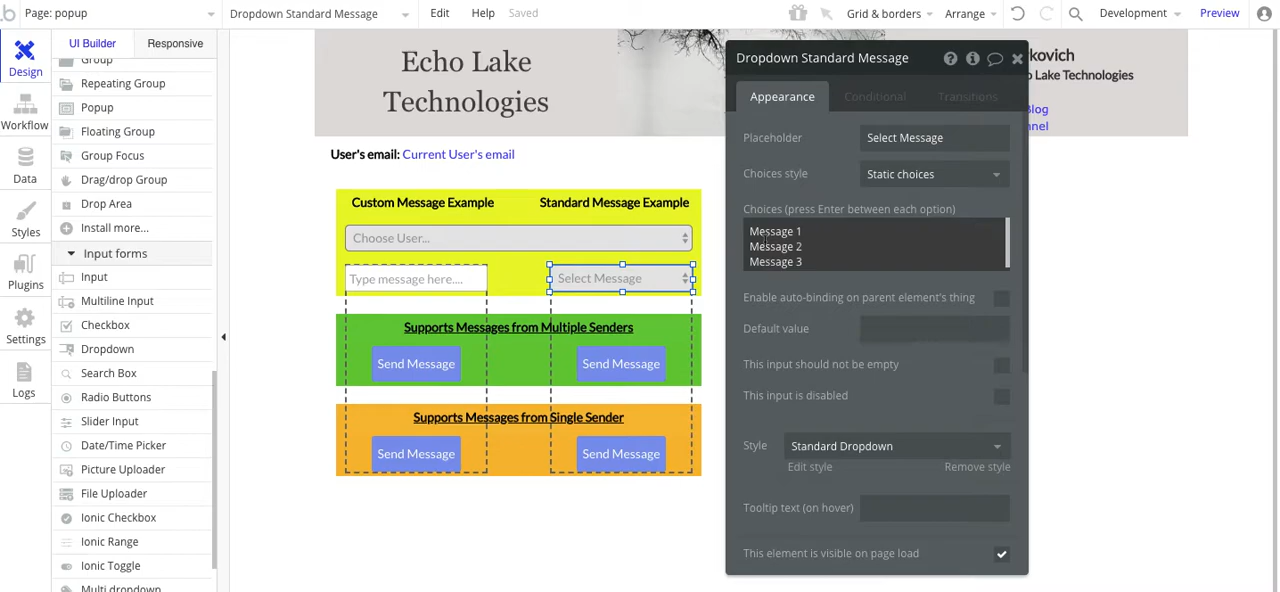 Page: popup
Dropdown Standard Message
Edit
Help
Saved
Grid & borders
Arrange
Development
Preview
Design
Workflow
Data
Styles
Plugins
Settings
Logs
UI Builder
Responsive
Group
Repeating Group
Popup
Floating Group
Group Focus
Drag/drop Group
Drop Area
Install more...
Input forms
Input
Multiline Input
Checkbox
Dropdown
Search Box
Radio Buttons
Slider Input
Date/Time Picker
Picture Uploader
File Uploader
Ionic Checkbox
Ionic Range
Ionic Toggle
Multi dropdown
Echo Lake
Technologies
User's email: Current User's email
Custom Message Example
Standard Message Example
Choose User...
Type message here....
Select Message
Supports Messages from Multiple Senders
Send Message
Send Message
Supports Messages from Single Sender
Send Message
Send Message
kovich
o Lake Technologies
Blog
nel
Dropdown Standard Message
Appearance
Conditional
Transitions
Placeholder
Select Message
Choices style
Static choices
Choices (press Enter between each option)
Message 1
Message 2
Message 3
Enable auto-binding on parent element's thing
Default value
This input should not be empty
This input is disabled
Style
Standard Dropdown
Edit style
Remove style
Tooltip text (on hover)
This element is visible on page load